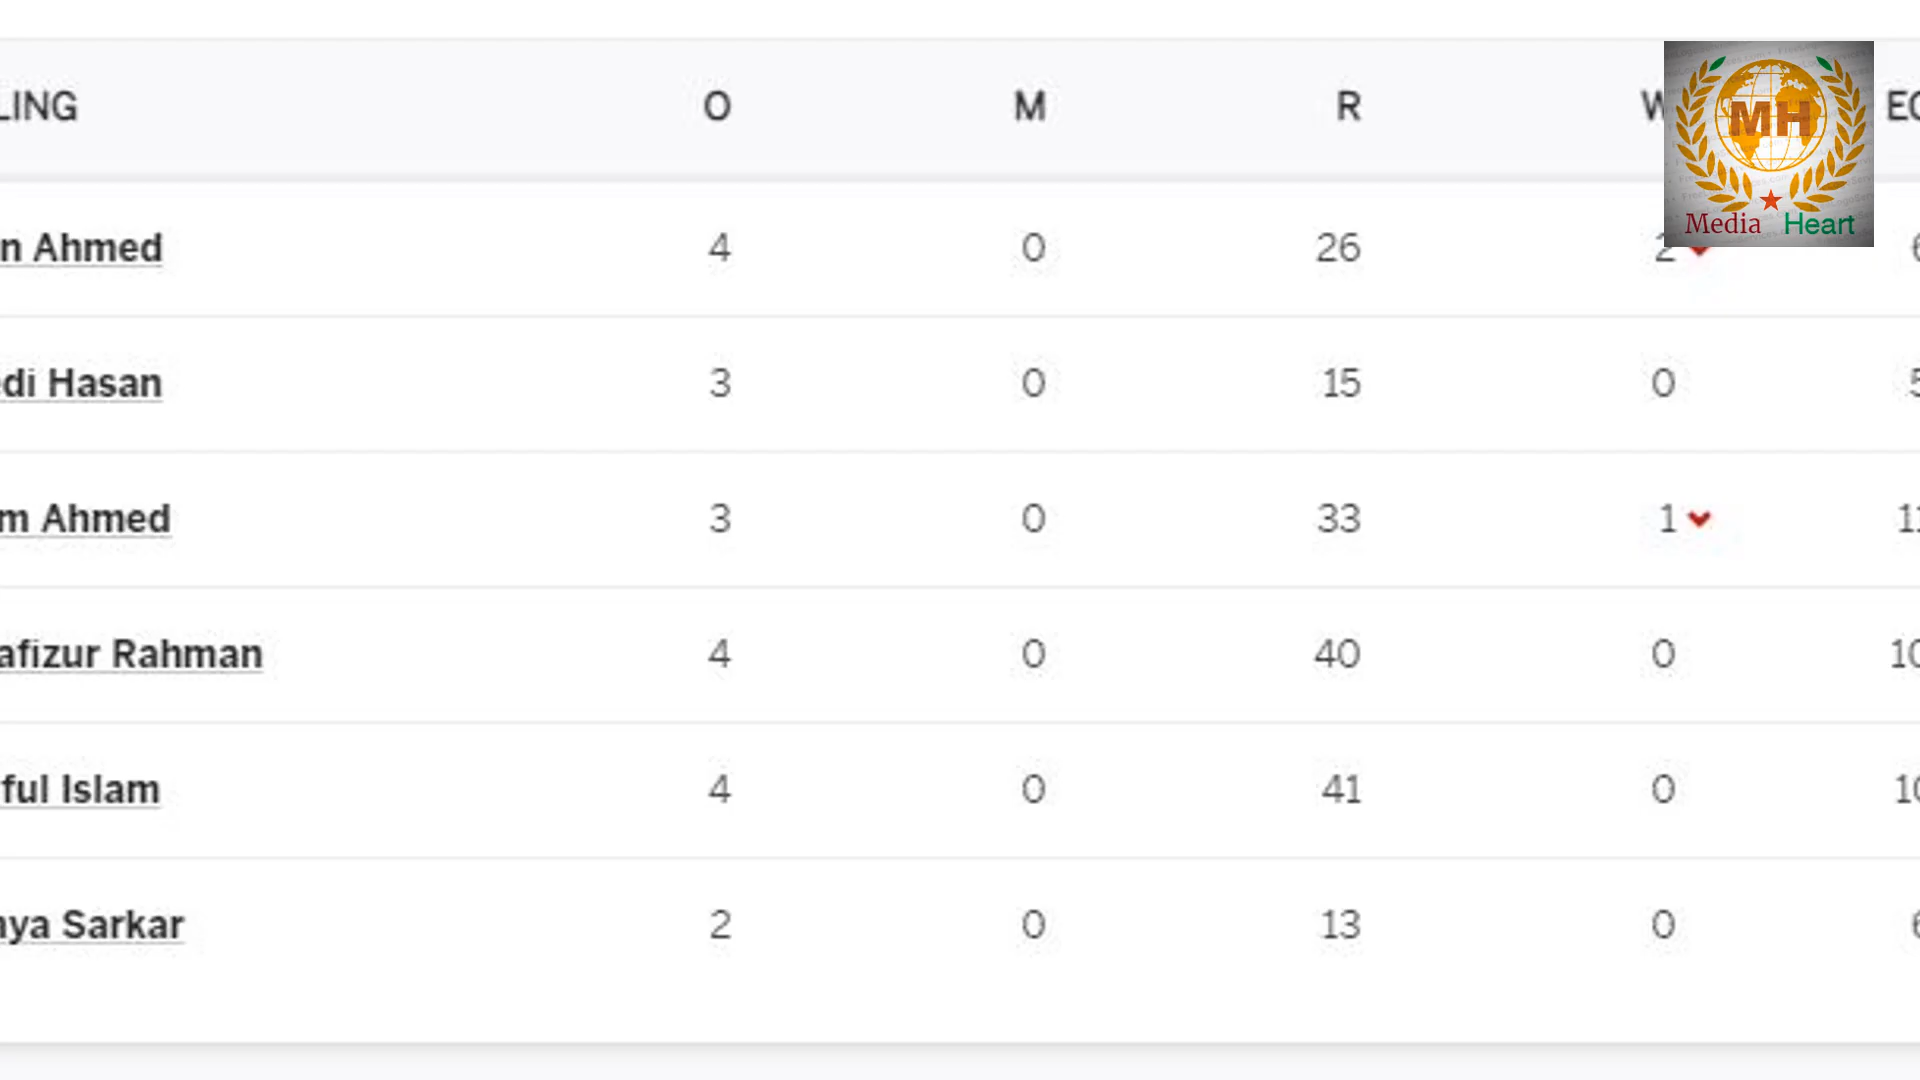 LING O M R W EC
n Ahmed 4 0 26 2 6
di Hasan 3 0 15 0 5
m Ahmed 3 0 33 1 11
afizur Rahman 4 0 40 0 10
ful Islam 4 0 41 0 10
ya Sarkar 2 0 13 0 6
MH
Media Heart